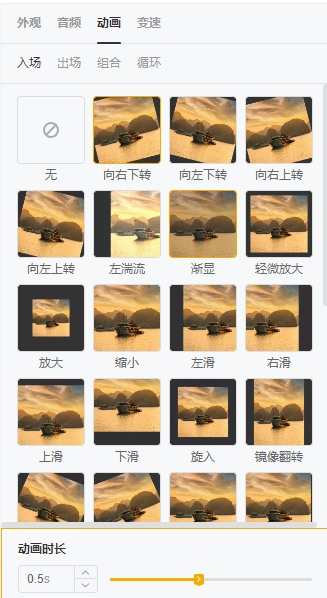 外观 音频 动画 变速
入场 出场 组合 循环
无 向右下转 向左下转 向右上转
向左上转 左湍流 渐显 轻微放大
放大 缩小 左滑 右滑
上滑 下滑 旋入 镜像翻转
动画时长
0.5s